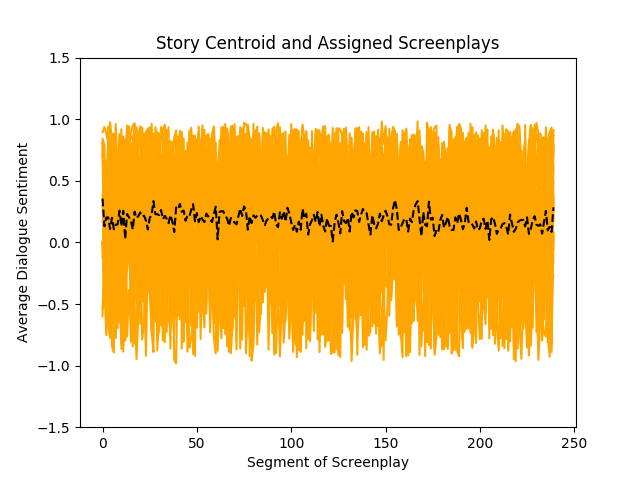 Story Centroid and Assigned Screenplays
1.5
1.0
0.5
0.0
−0.5
−1.0
−1.5
Average Dialogue Sentiment
0 50 100 150 200 250
Segment of Screenplay